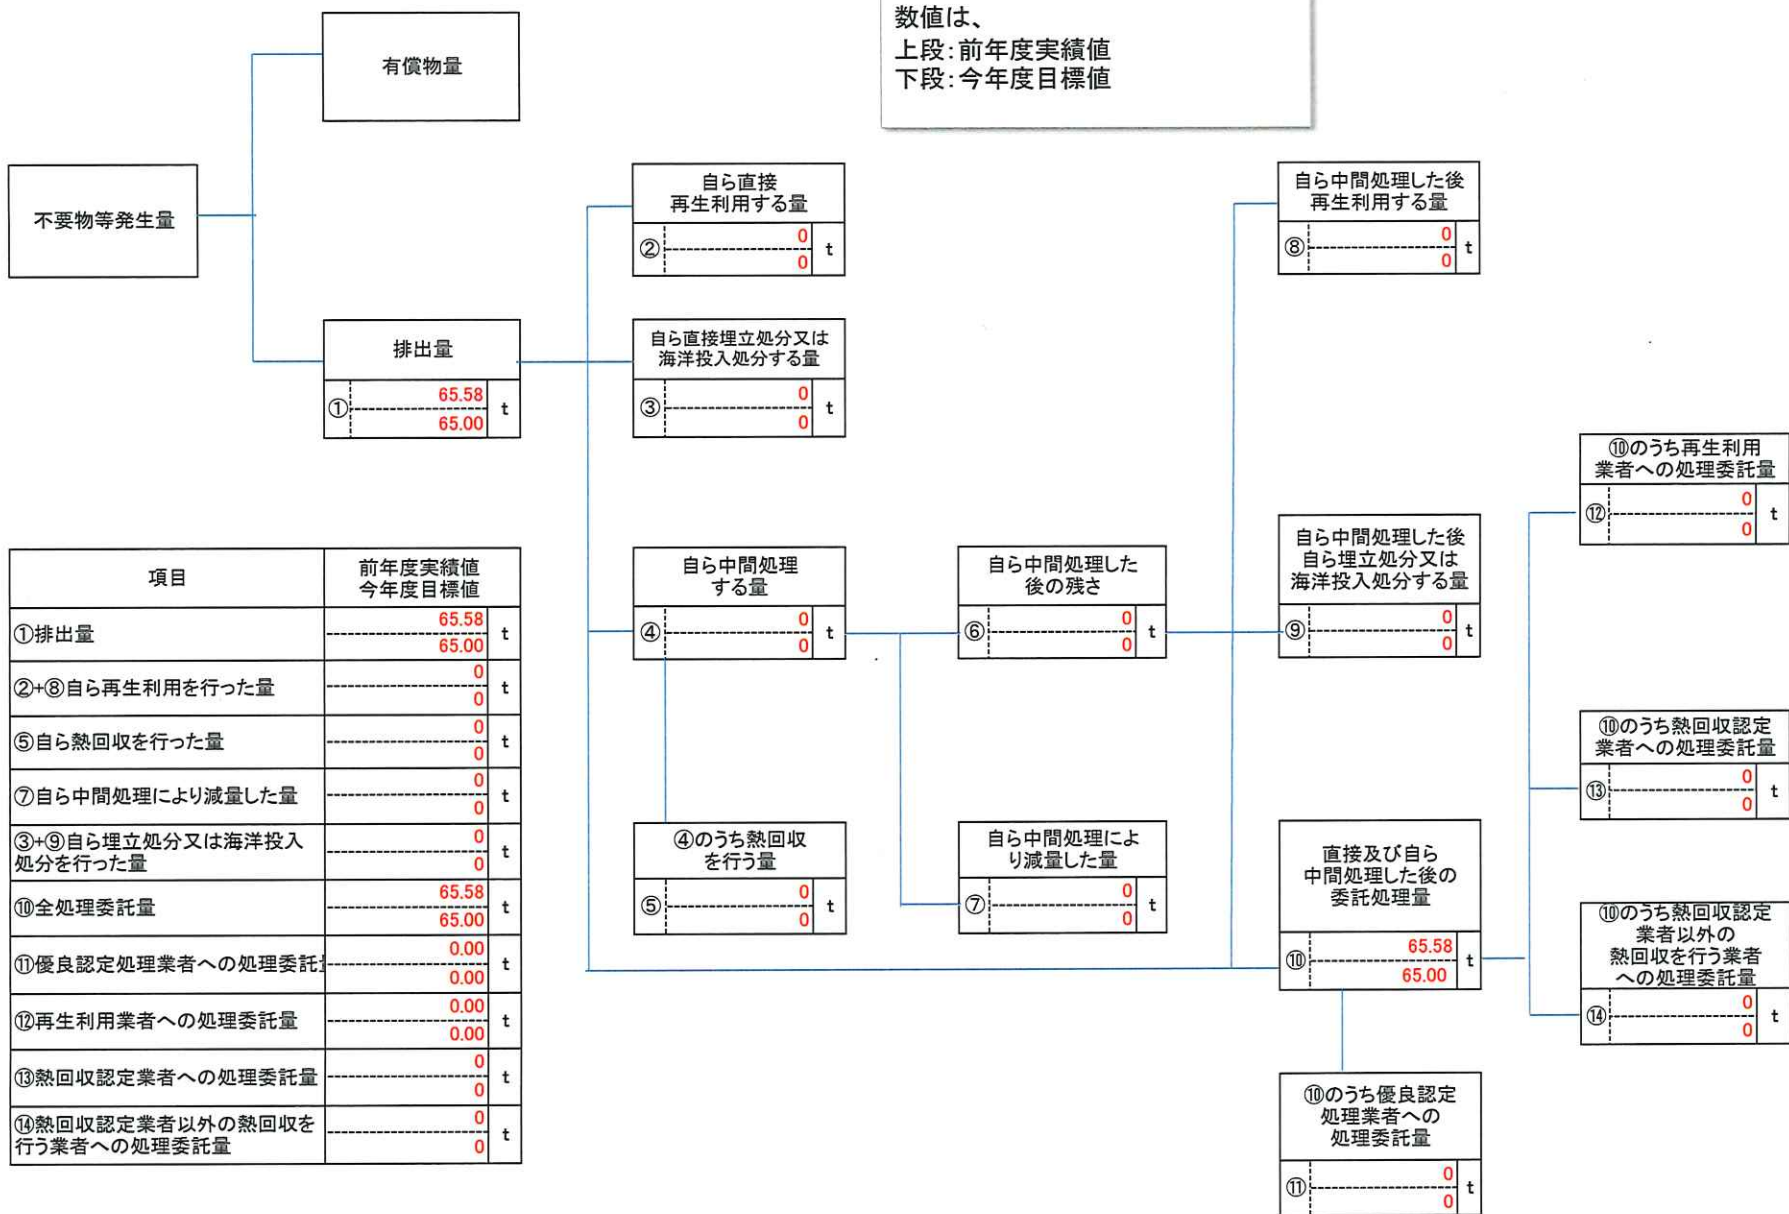 数値は、
上段:前年度実績値
下段:今年度目標値
有償物量
不要物等発生量
排出量
① 65.58 t
65.00
自ら直接
再生利用する量
② 0 t
0
自ら直接埋立処分又は
海洋投入処分する量
③ 0 t
0
自ら中間処理
する量
④ 0 t
0
④のうち熱回収
を行う量
⑤ 0 t
0
自ら中間処理した
後の残さ
⑥ 0 t
0
自ら中間処理によ
り減量した量
⑦ 0 t
0
自ら中間処理した後
再生利用する量
⑧ 0 t
0
自ら中間処理した後
自ら埋立処分又は
海洋投入処分する量
⑨ 0 t
0
直接及び自ら
中間処理した後の
委託処理量
⑩ 65.58 t
65.00
⑩のうち優良認定
処理業者への
処理委託量
⑪ 0 t
0
⑩のうち再生利用
業者への処理委託量
⑫ 0 t
0
⑩のうち熱回収認定
業者への処理委託量
⑬ 0 t
0
⑩のうち熱回収認定
業者以外の
熱回収を行う業者
への処理委託量
⑭ 0 t
0
項目 前年度実績値
今年度目標値
①排出量 65.58 t
65.00
②+⑧自ら再生利用を行った量 0 t
0
⑤自ら熱回収を行った量 0 t
0
⑦自ら中間処理により減量した量 0 t
0
③+⑨自ら埋立処分又は海洋投入
処分を行った量 0 t
0
⑩全処理委託量 65.58 t
65.00
⑪優良認定処理業者への処理委託 0.00 t
0.00
⑫再生利用業者への処理委託量 0.00 t
0.00
⑬熱回収認定業者への処理委託量 0 t
0
⑭熱回収認定業者以外の熱回収を
行う業者への処理委託量 0 t
0